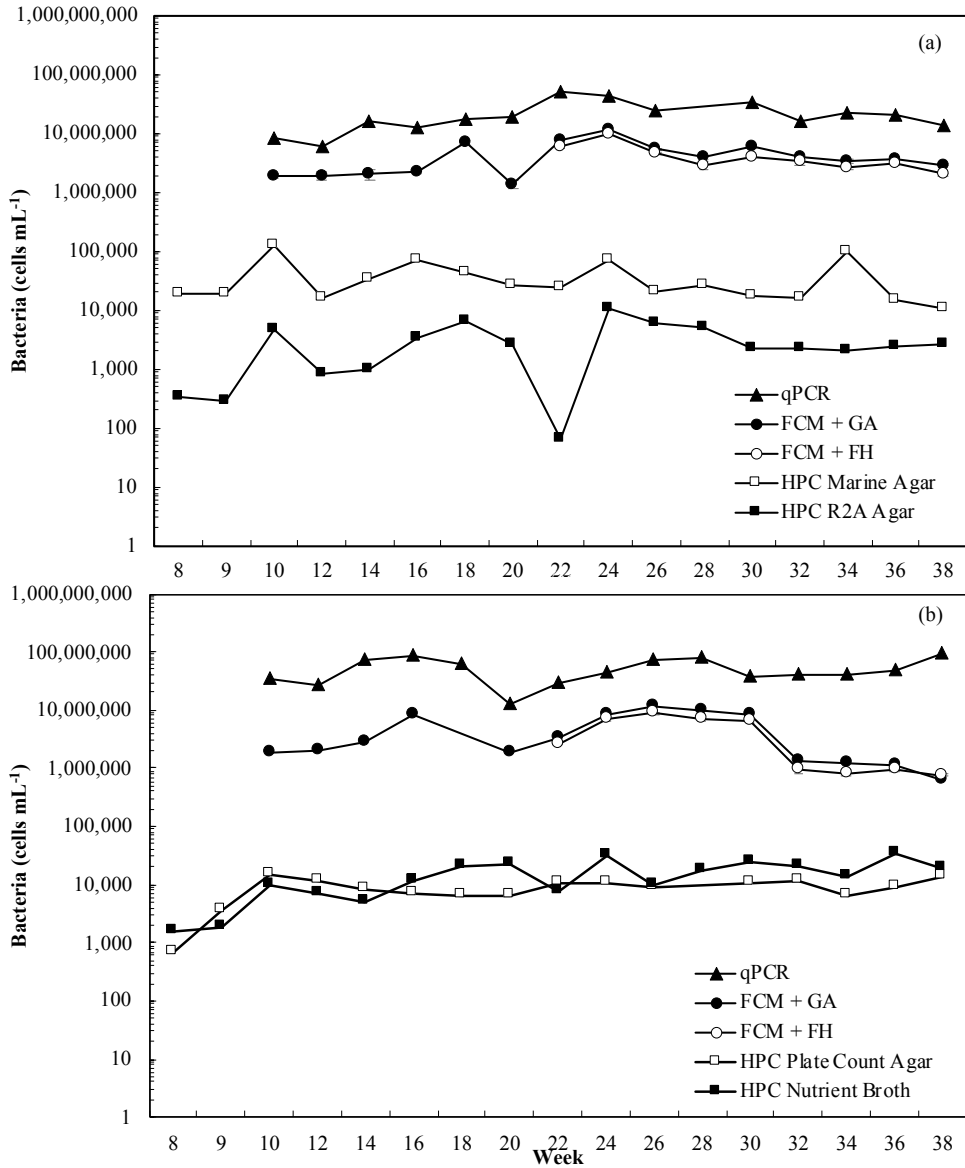 1,000,000,000
(a)
100,000,000
10,000,000
1,000,000
100,000
10,000
1,000
100
10
1
Bacteria (cells mL-1)
qPCR
FCM + GA
FCM + FH
HPC Marine Agar
HPC R2A Agar
8 9 10 12 14 16 18 20 22 24 26 28 30 32 34 36 38
1,000,000,000
(b)
100,000,000
10,000,000
1,000,000
100,000
10,000
1,000
100
10
1
Bacteria (cells mL-1)
qPCR
FCM + GA
FCM + FH
HPC Plate Count Agar
HPC Nutrient Broth
8 9 10 12 14 16 18 20 22 24 26 28 30 32 34 36 38
Week